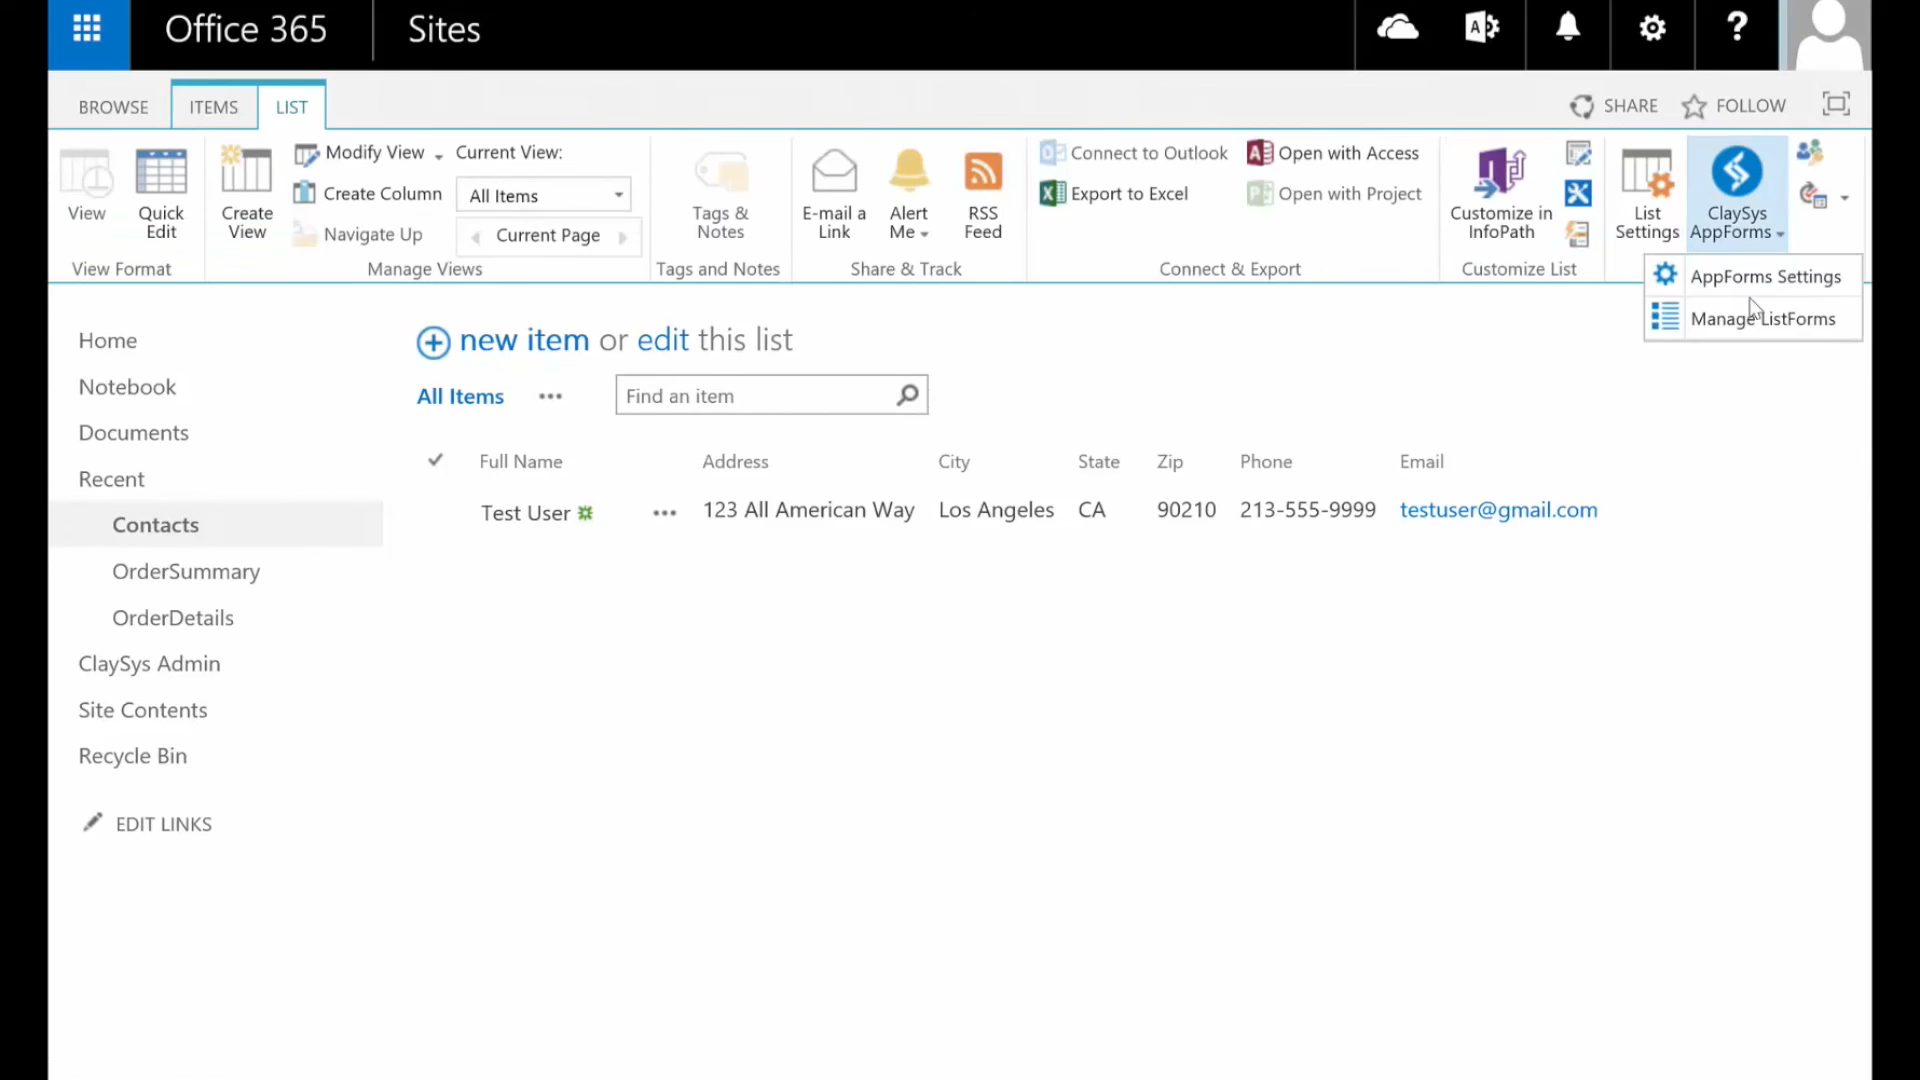 Office 365 Sites ?
BROWSE ITEMS LIST SHARE FOLLOW
View
Quick
Edit
Create
View
Modify View
Create Column
Navigate Up
Current View:
All Items
Current Page
Tags &
Notes
E-mail a
Link
Alert
Me
RSS
Feed
Connect to Outlook
Export to Excel
Open with Access
Open with Project
Customize in
InfoPath
List
Settings
ClaySys
AppForms
View Format Manage Views Tags and Notes Share & Track Connect & Export Customize List
AppForms Settings
Manage ListForms
Home
Notebook
Documents
Recent
Contacts
OrderSummary
OrderDetails
ClaySys Admin
Site Contents
Recycle Bin
EDIT LINKS
new item or edit this list
All Items ••• Find an item
Full Name Address City State Zip Phone Email
Test User ••• 123 All American Way Los Angeles CA 90210 213-555-9999 testuser@gmail.com